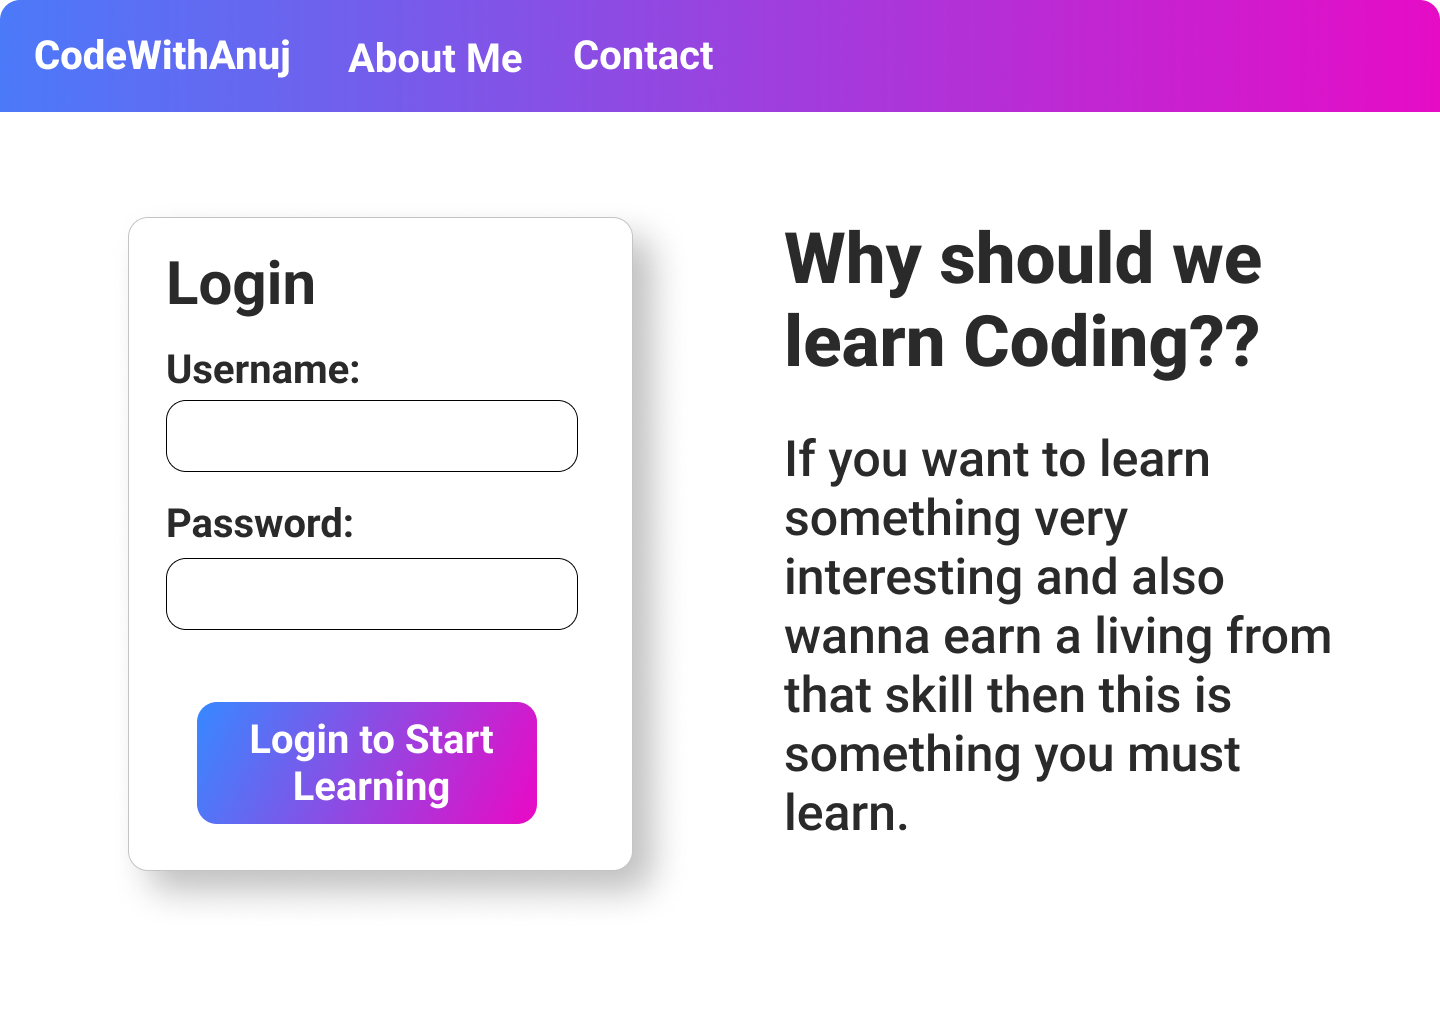 CodeWithAnuj About Me Contact
Login
Username:
Password:
Login to Start
Learning
Why should we
learn Coding??
If you want to learn
something very
interesting and also
wanna earn a living from
that skill then this is
something you must
learn.